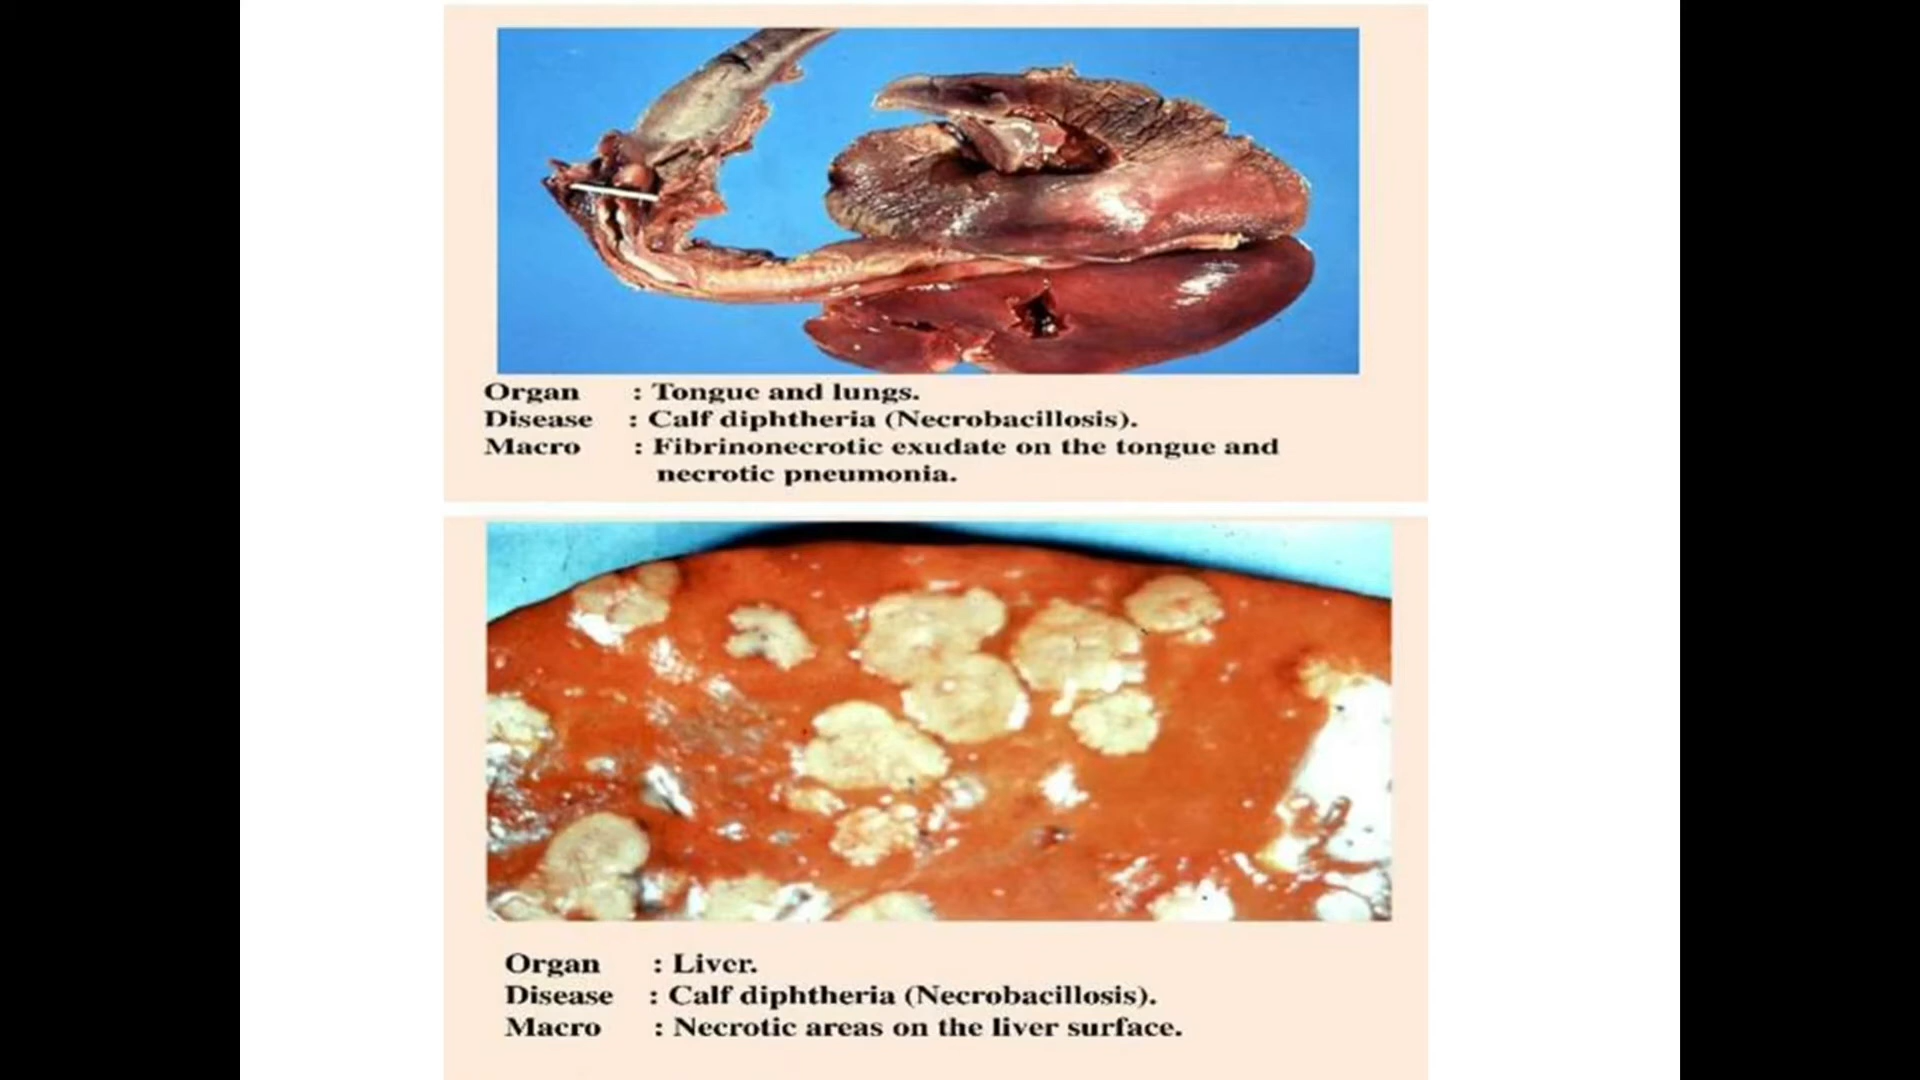 Organ : Tongue and lungs.
Disease : Calf diphtheria (Necrobacillosis).
Macro : Fibrinonecrotic exudate on the tongue and
necrotic pneumonia.
Organ : Liver.
Disease : Calf diphtheria (Necrobacillosis).
Macro : Necrotic areas on the liver surface.